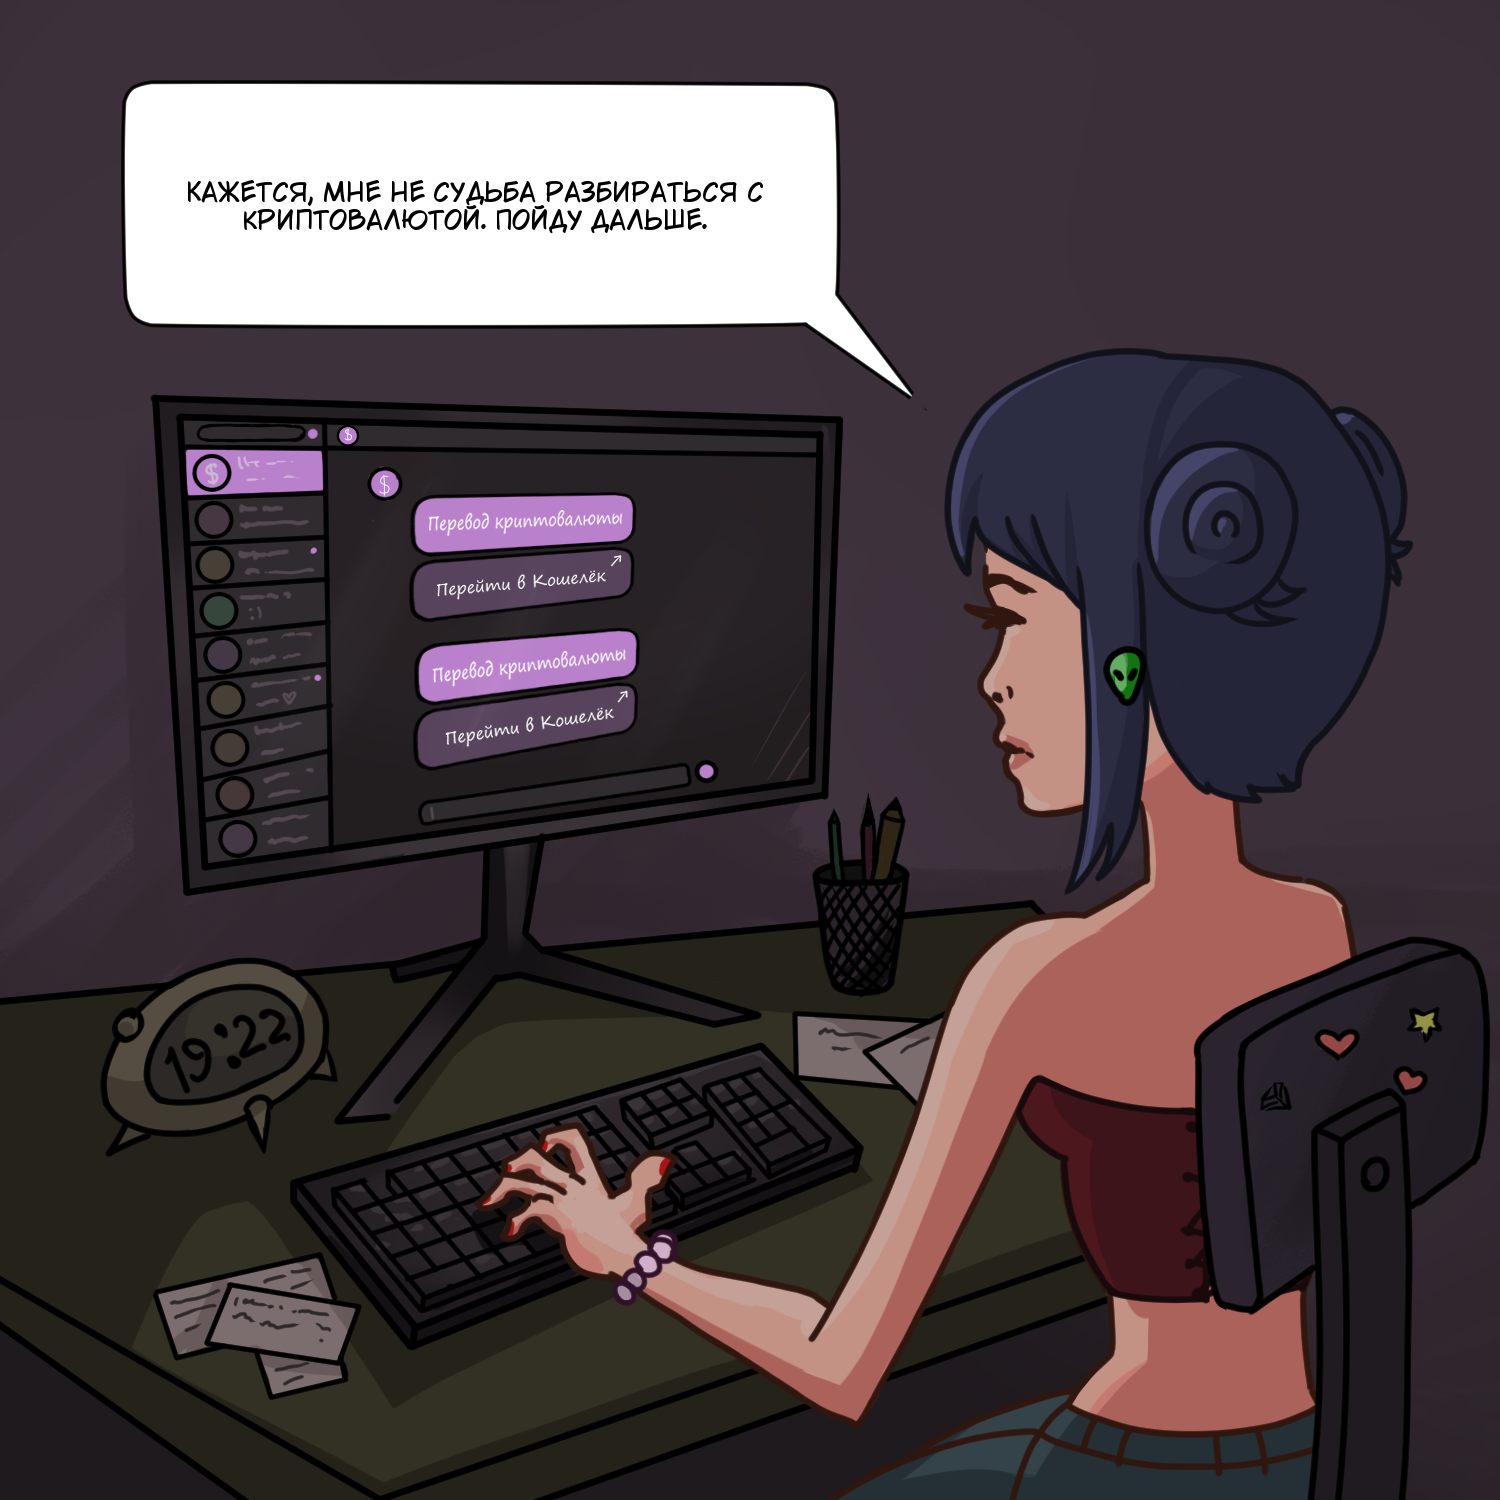 КАЖЕТСЯ, МНЕ НЕ СУДЬБА РАЗБИРАТЬСЯ С
КРИПТОВАЛЮТОЙ. ПОЙДУ ДАЛЬШЕ.
$
$
$
Перевод криптовалюты
Перейти в Кошелёк
Перевод криптовалюты
Перейти в Кошелёк
:)
19:22